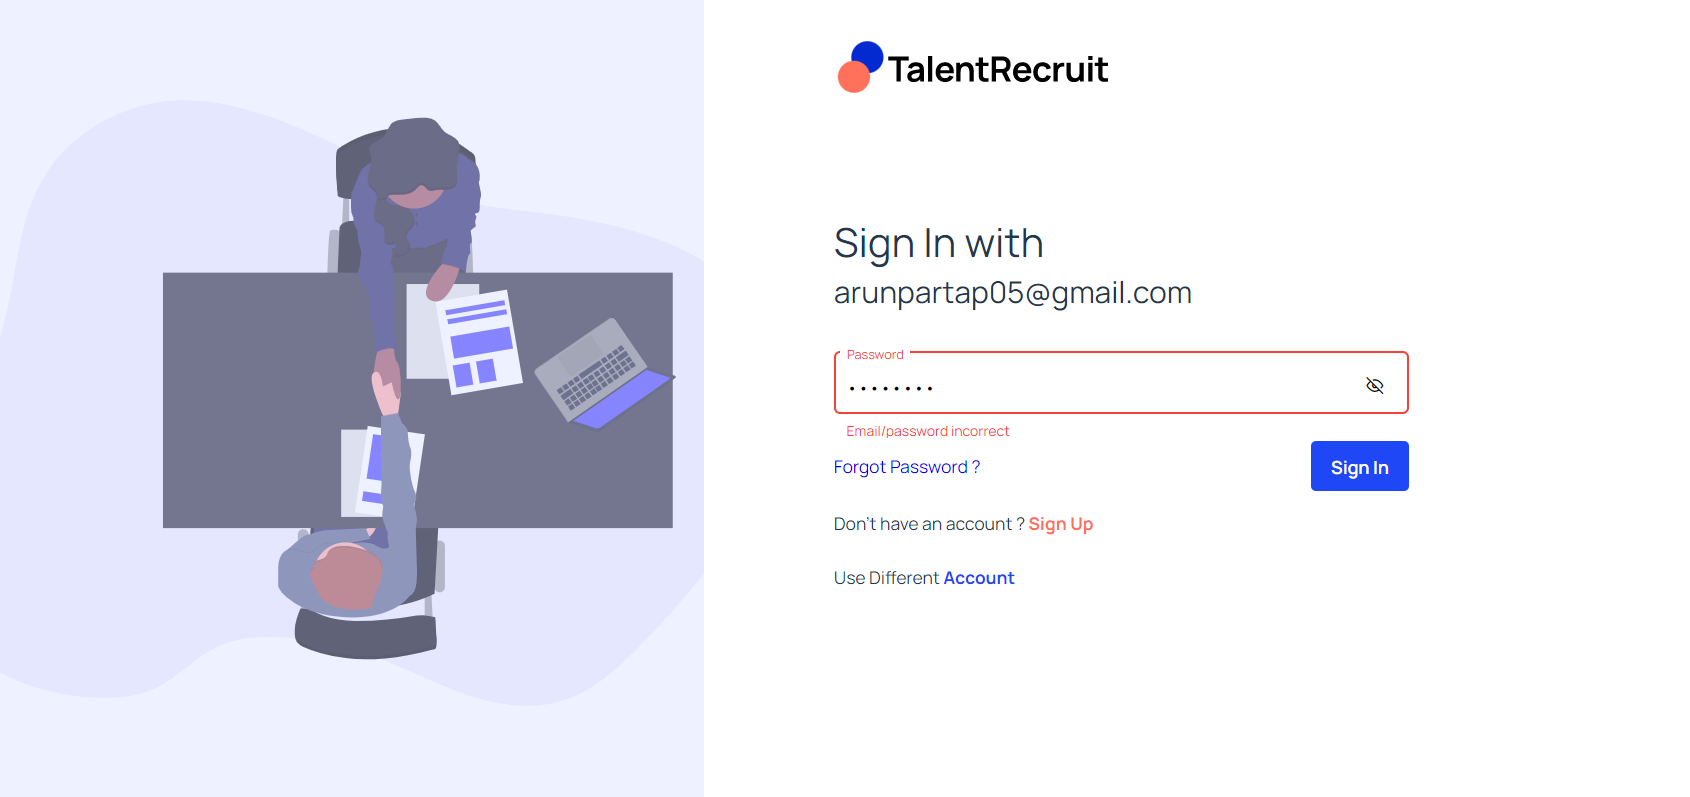 TalentRecruit
Sign In with
arunpartap05@gmail.com
Password
••••••••
Email/password incorrect
Forgot Password ?
Sign In
Don't have an account ? Sign Up
Use Different Account